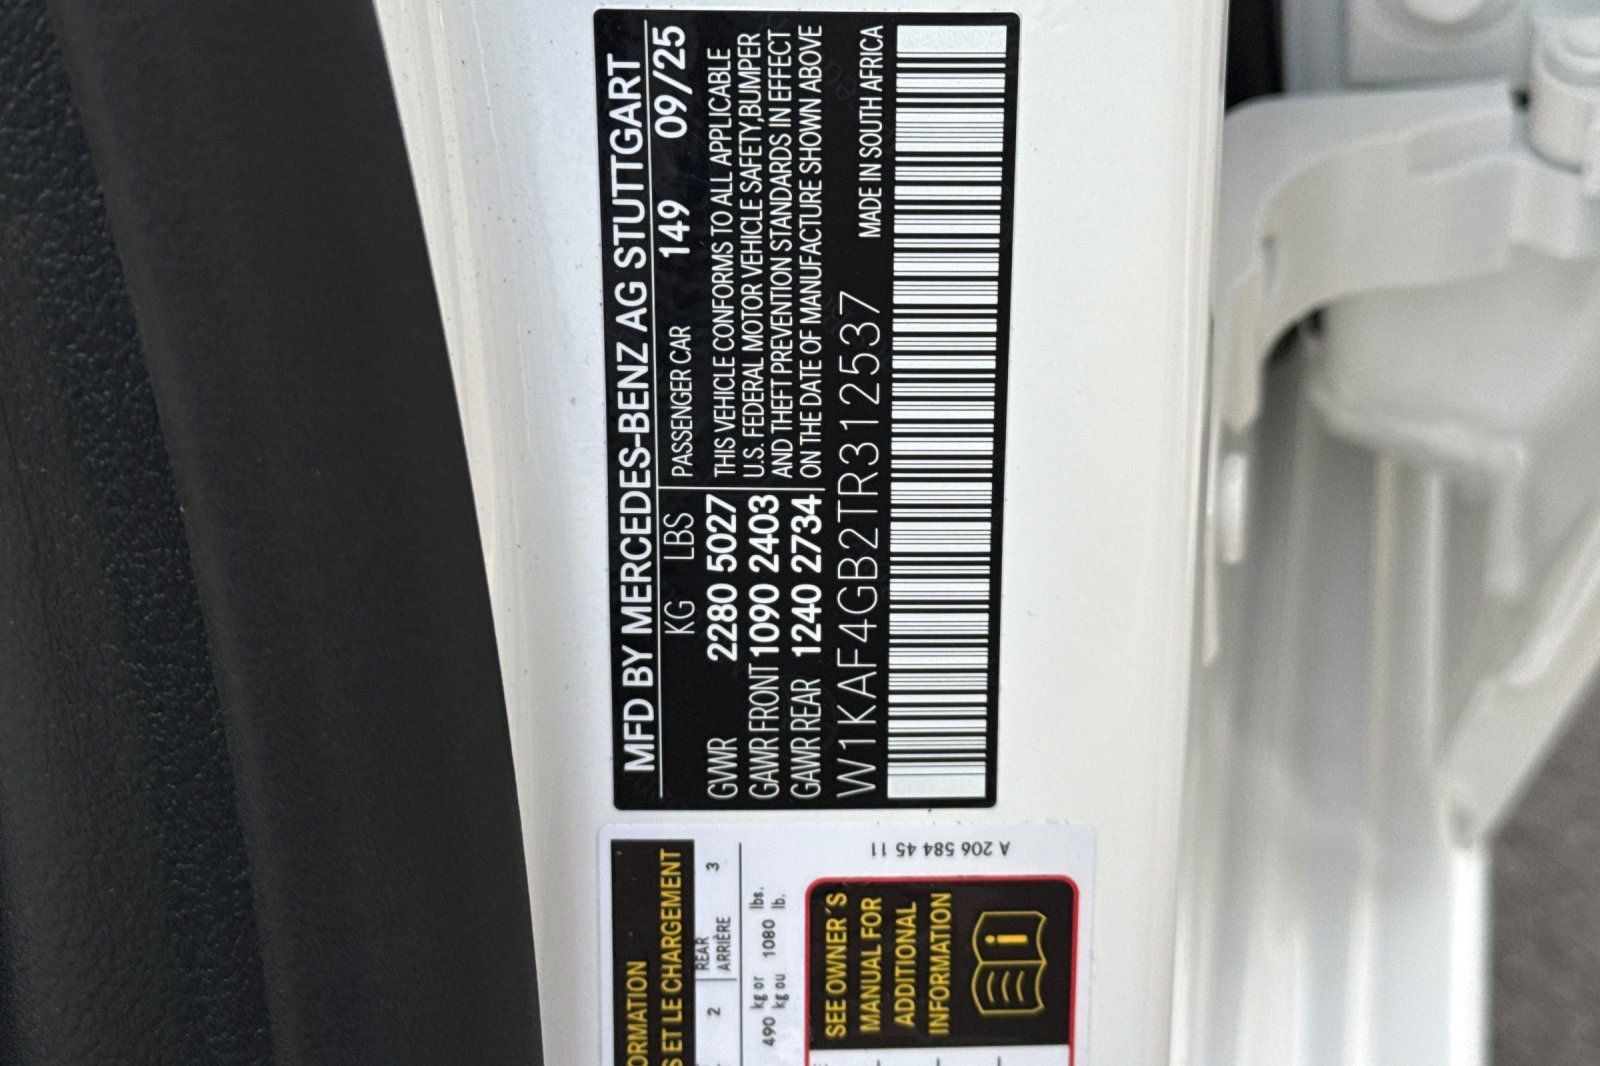 MFD BY MERCEDES-BENZ AG STUTTGART
KG LBS PASSENGER CAR 149 09/25
GVWR 2280 5027 THIS VEHICLE CONFORMS TO ALL APPLICABLE
GAWR FRONT 1090 2403 U.S. FEDERAL MOTOR VEHICLE SAFETY,BUMPER
GAWR REAR 1240 2734 AND THEFT PREVENTION STANDARDS IN EFFECT
ON THE DATE OF MANUFACTURE SHOWN ABOVE
W1KAF4GB2TR312537 MADE IN SOUTH AFRICA
ORMATION
S ET LE CHARGEMENT
2 REAR 3
ARRIÈRE
490 kg or 1080 lbs.
kg ou lb.
SEE OWNER´S
MANUAL FOR
ADDITIONAL
INFORMATION
A 206 584 45 11